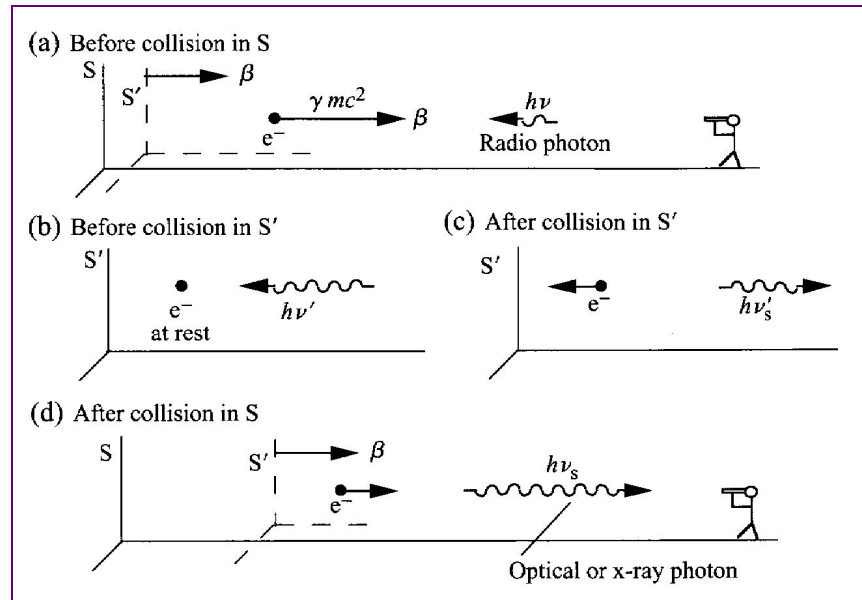 (a) Before collision in S
S
S′
β
γ mc²
e⁻
β
hν
Radio photon
(b) Before collision in S′
S′
e⁻
at rest
hν′
(c) After collision in S′
S′
e⁻
hν′s
(d) After collision in S
S
S′
β
e⁻
hνs
Optical or x-ray photon